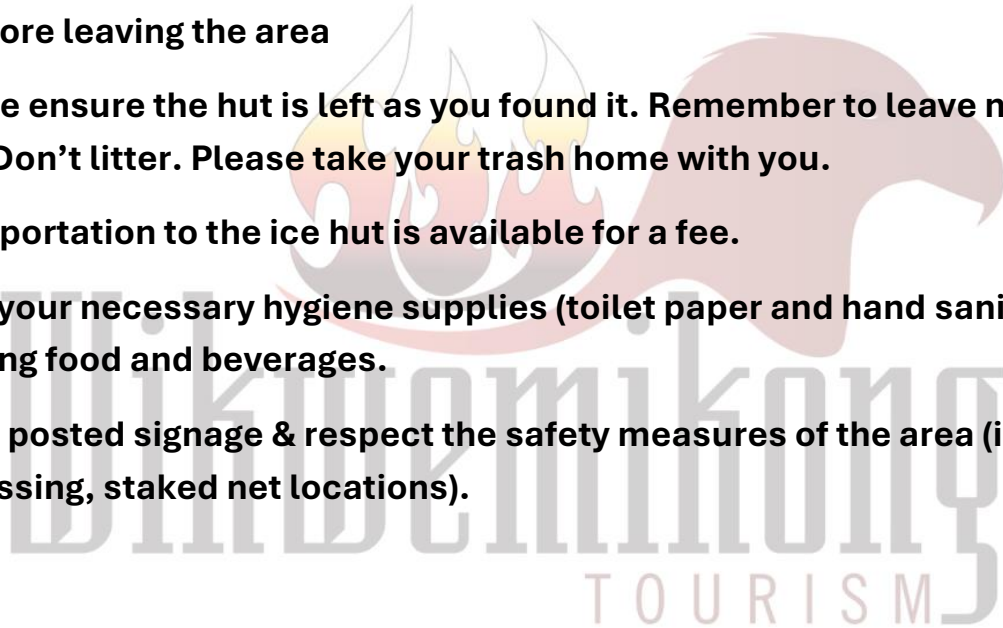 ore leaving the area
e ensure the hut is left as you found it. Remember to leave n
Don’t litter. Please take your trash home with you.
portation to the ice hut is available for a fee.
your necessary hygiene supplies (toilet paper and hand sani
ng food and beverages.
posted signage & respect the safety measures of the area (i
ssing, staked net locations).
Wikwemikong
TOURISM